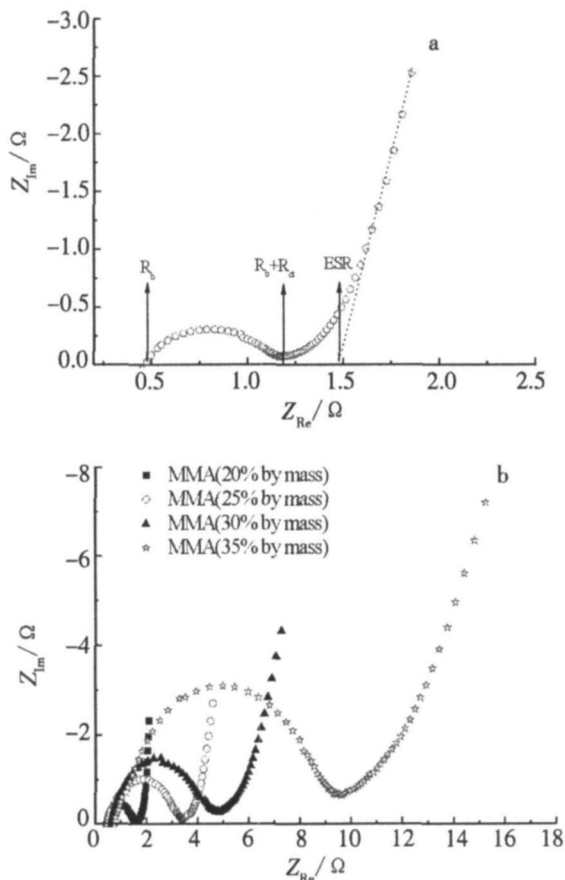 a
-3.0
-2.5
-2.0
-1.5
-1.0
-0.5
0.0
Z_Im / Ω
R_b
R_b+R_ct
ESR
0.5 1.0 1.5 2.0 2.5
Z_Re / Ω
b
-8
-6
-4
-2
0
Z_Im / Ω
MMA(20% by mass)
MMA(25% by mass)
MMA(30% by mass)
MMA(35% by mass)
0 2 4 6 8 10 12 14 16 18
Z_Re / Ω